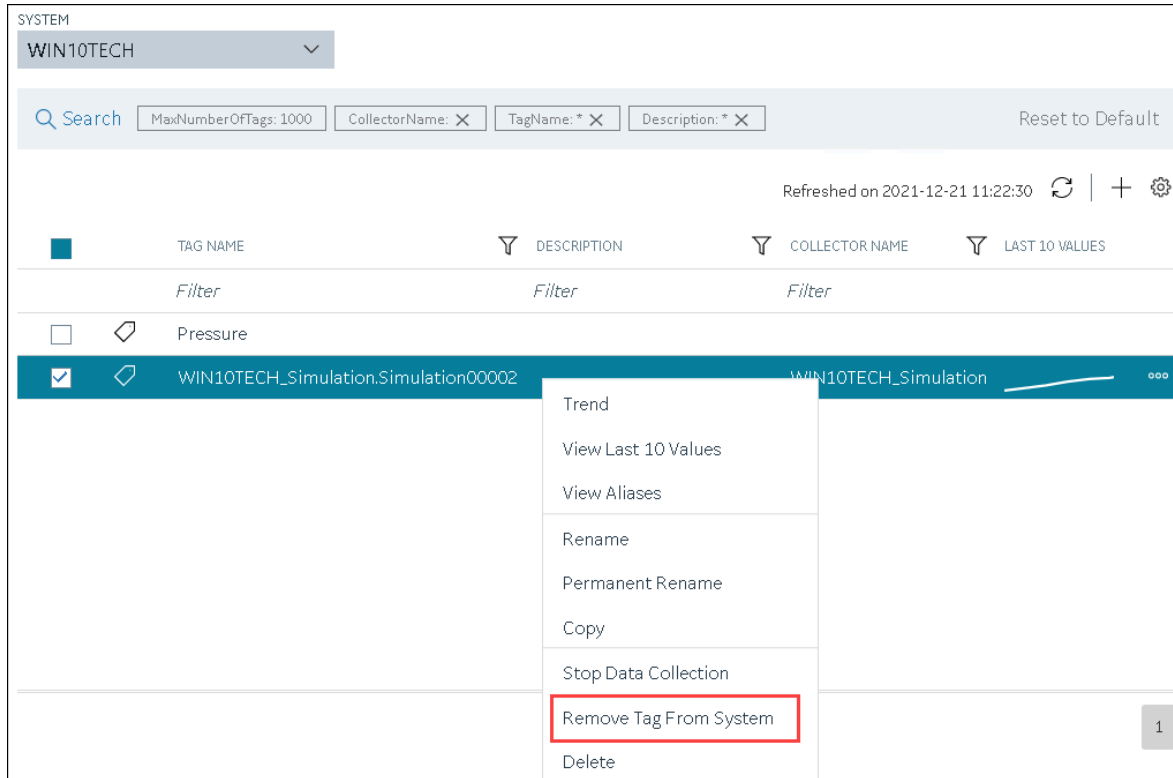 SYSTEM
WIN10TECH
Search MaxNumberOfTags: 1000 CollectorName: TagName: * Description: * Reset to Default
Refreshed on 2021-12-21 11:22:30
TAG NAME DESCRIPTION COLLECTOR NAME LAST 10 VALUES
Filter Filter Filter
Pressure
WIN10TECH_Simulation.Simulation00002 WIN10TECH_Simulation
Trend
View Last 10 Values
View Aliases
Rename
Permanent Rename
Copy
Stop Data Collection
Remove Tag From System
1
Delete